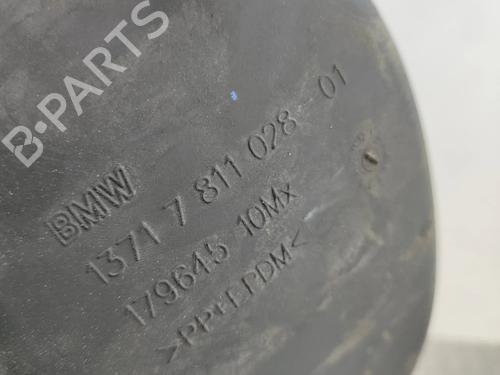 B-PARTS
BMW
1371 7 811 028-01
179645 10Mx
>PP+EPDM<